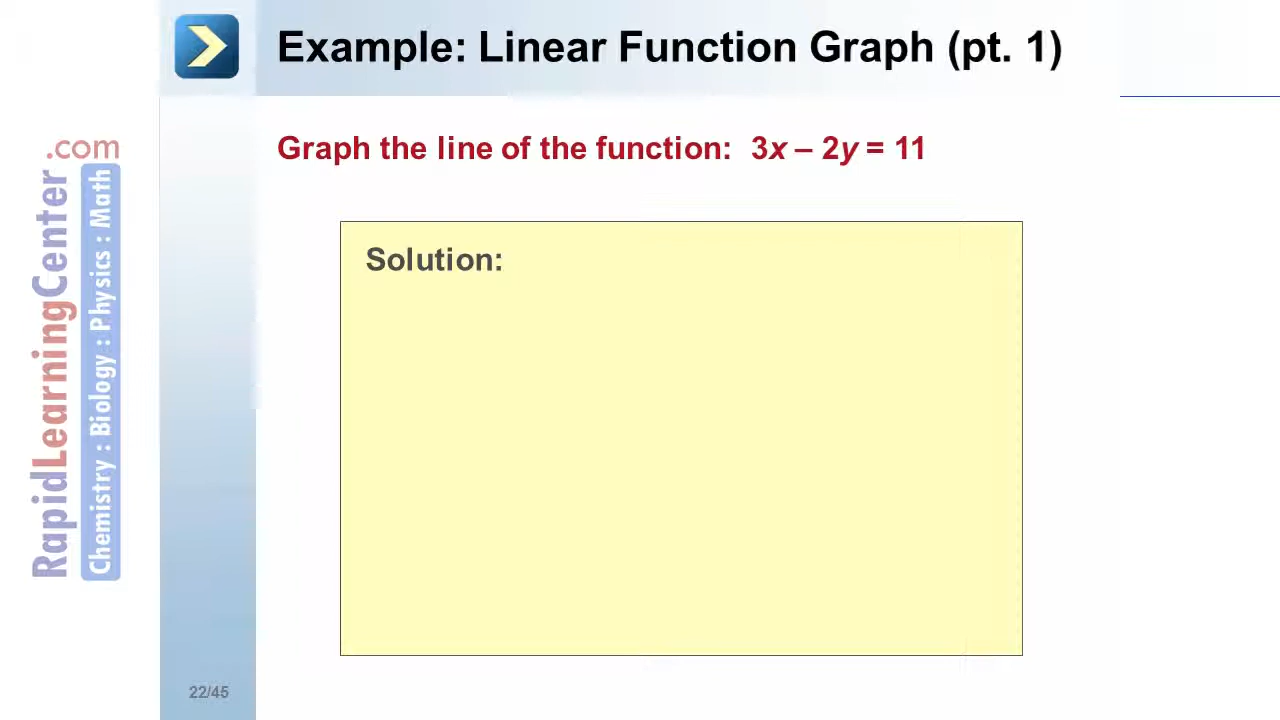 Example: Linear Function Graph (pt. 1)
Graph the line of the function: 3x – 2y = 11
Solution:
RapidLearningCenter.com
Chemistry : Biology : Physics : Math
22/45